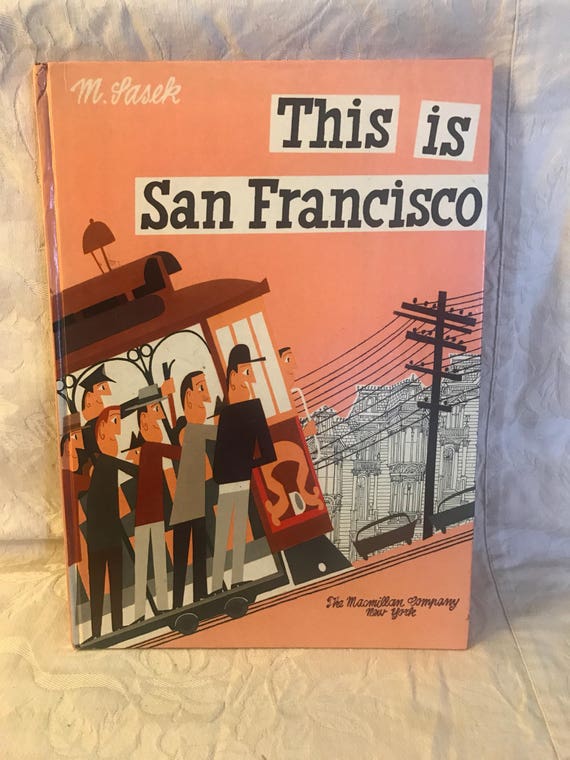 M. Sasek
This is
San Francisco
The Macmillan Company
New York